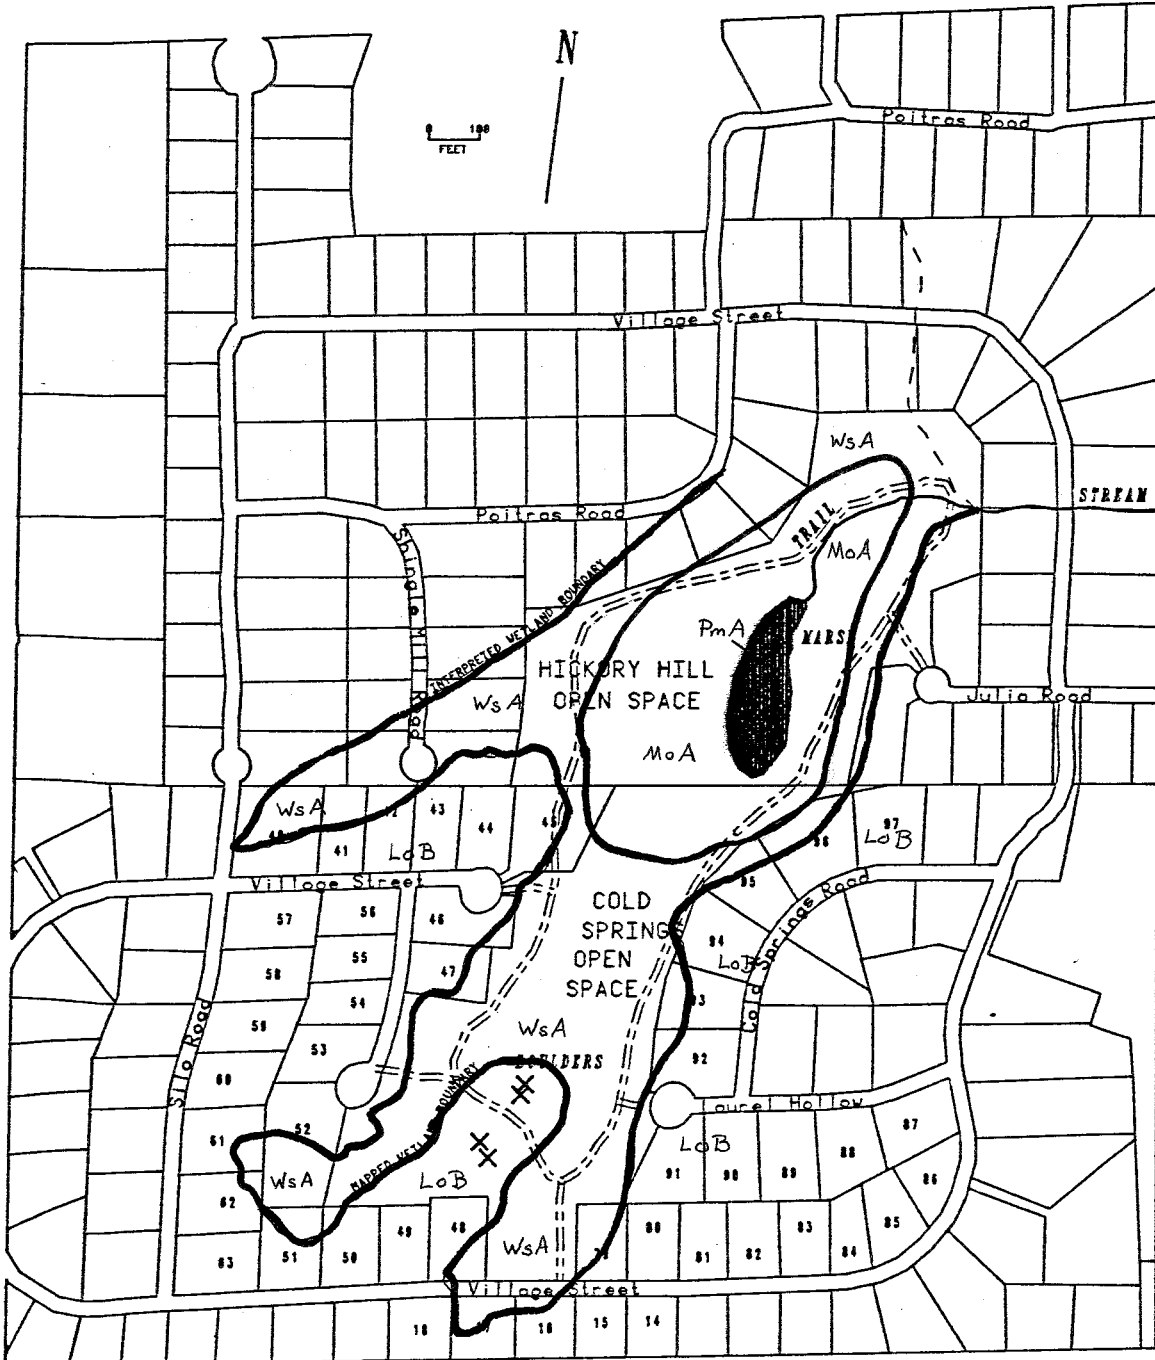 N
0 100
FEET
Poitras Road
Village Street
WsA
STREAM
TRAIL
Poitras Road
MoA
Shingle Mill Road
INTERPRETED WETLAND BOUNDARY
PmA
MARSH
HICKORY HILL
OPEN SPACE
WsA
Julia Road
MoA
WsA
40
42
43
44
45
41
LoB
96
97
LoB
Village Street
95
COLD
SPRING
OPEN
SPACE
57
56
46
Cold Springs Road
94
LoB
55
47
58
54
93
59
53
WsA
BOULDERS
92
Silo Road
60
MAPPED WETLAND BOUNDARY
Laurel Hollow
52
61
LoB
87
88
WsA
LoB
91
90
89
86
62
49
48
80
83
85
51
50
WsA
79
81
82
84
63
Village Street
18
17
16
15
14